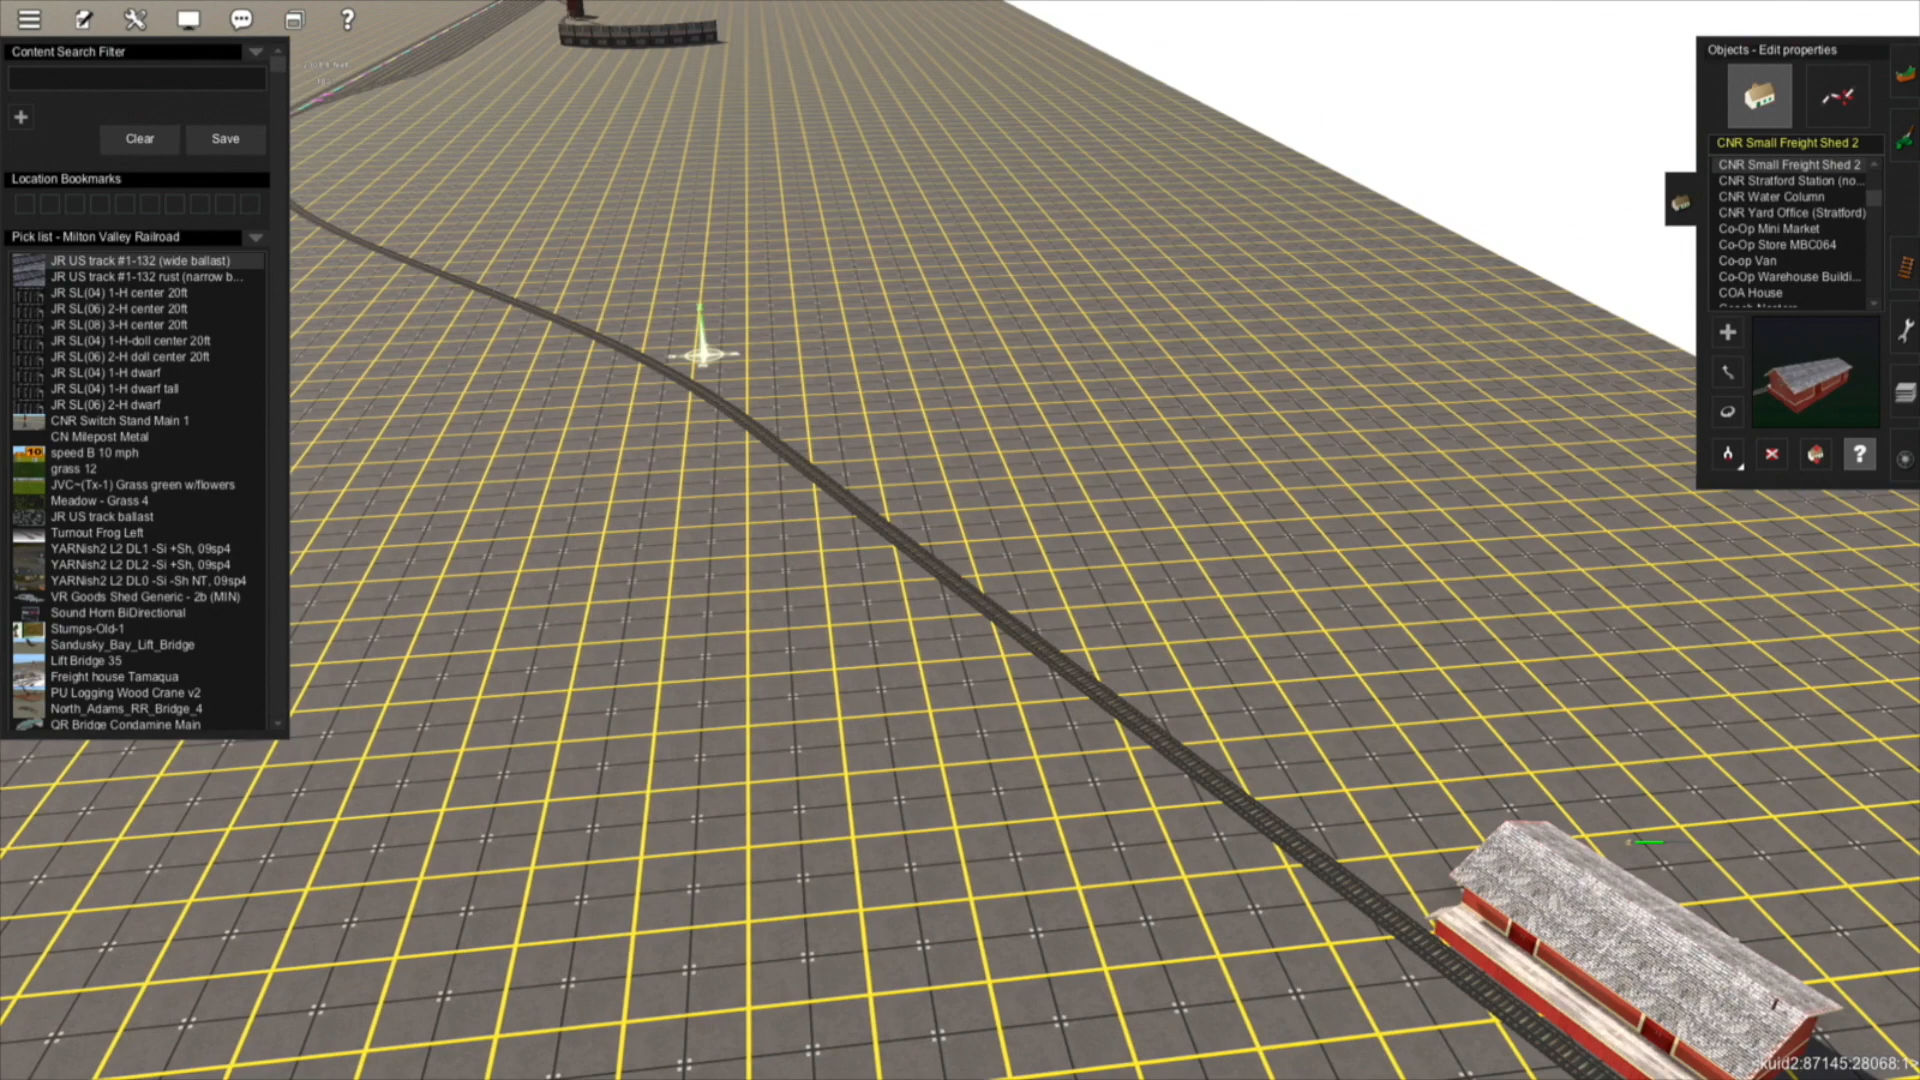 Content Search Filter
Clear
Save
Location Bookmarks
Pick list - Milton Valley Railroad
JR US track #1-132 (wide ballast)
JR US track #1-132 rust (narrow b...
JR SL(04) 1-H center 20ft
JR SL(06) 2-H center 20ft
JR SL(08) 3-H center 20ft
JR SL(04) 1-H-doll center 20ft
JR SL(06) 2-H doll center 20ft
JR SL(04) 1-H dwarf
JR SL(04) 1-H dwarf tall
JR SL(06) 2-H dwarf
CNR Switch Stand Main 1
CN Milepost Metal
speed B 10 mph
grass 12
JVC~(Tx-1) Grass green w/flowers
Meadow - Grass 4
JR US track ballast
Turnout Frog Left
YARNish2 L2 DL1 -Si +Sh, 09sp4
YARNish2 L2 DL2 -Si +Sh, 09sp4
YARNish2 L2 DL0 -Si -Sh NT, 09sp4
VR Goods Shed Generic - 2b (MIN)
Sound Horn BiDirectional
Stumps-Old-1
Sandusky_Bay_Lift_Bridge
Lift Bridge 35
Freight house Tamaqua
PU Logging Wood Crane v2
North_Adams_RR_Bridge_4
QR Bridge Condamine Main
Objects - Edit properties
CNR Small Freight Shed 2
CNR Small Freight Shed 2
CNR Stratford Station (no...
CNR Water Column
CNR Yard Office (Stratford)
Co-Op Mini Market
Co-Op Store MBC064
Co-op Van
Co-Op Warehouse Buildi...
COA House
?
<kuid2:87145:28068:1>